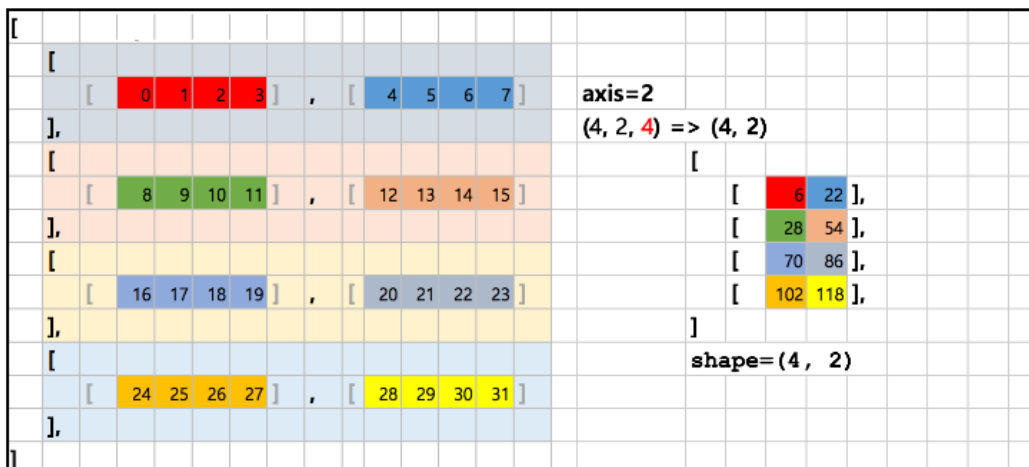 [
[
[ 0 1 2 3 ] , [ 4 5 6 7 ] axis=2
], (4, 2, 4) => (4, 2)
[ [
[ 8 9 10 11 ] , [ 12 13 14 15 ] [ 6 22 ],
], [ 28 54 ],
[ [ 70 86 ],
[ 16 17 18 19 ] , [ 20 21 22 23 ] [ 102 118 ],
], ]
[ shape=(4, 2)
[ 24 25 26 27 ] , [ 28 29 30 31 ]
],
]